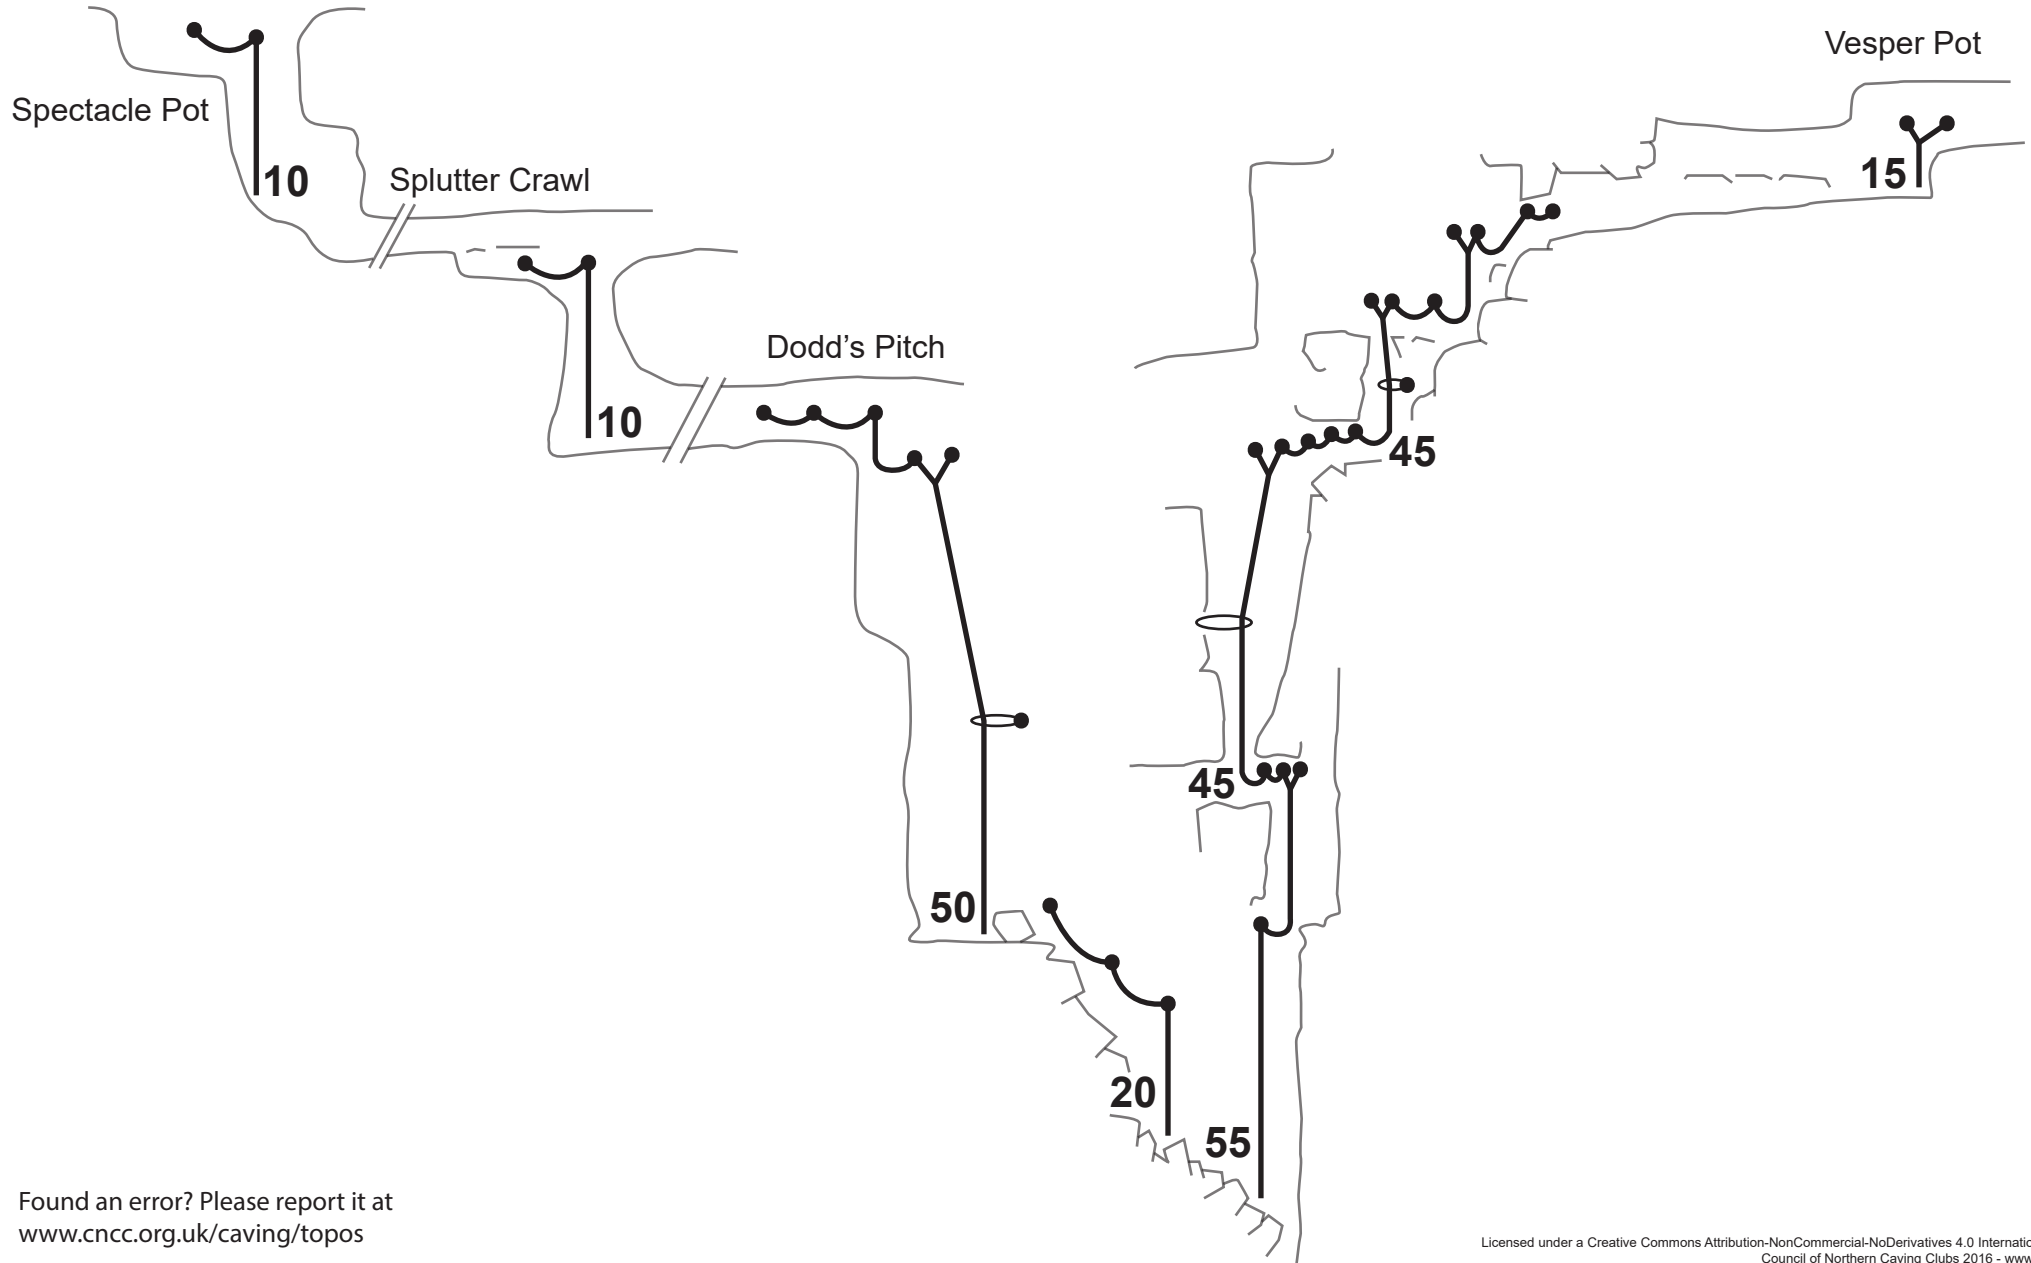 Vesper Pot
Spectacle Pot
15
10
Splutter Crawl
Dodd's Pitch
10
45
45
50
20
55
Found an error? Please report it at
www.cncc.org.uk/caving/topos
Licensed under a Creative Commons Attribution-NonCommercial-NoDerivatives 4.0
Council of Northern Caving Clubs 2016 - www